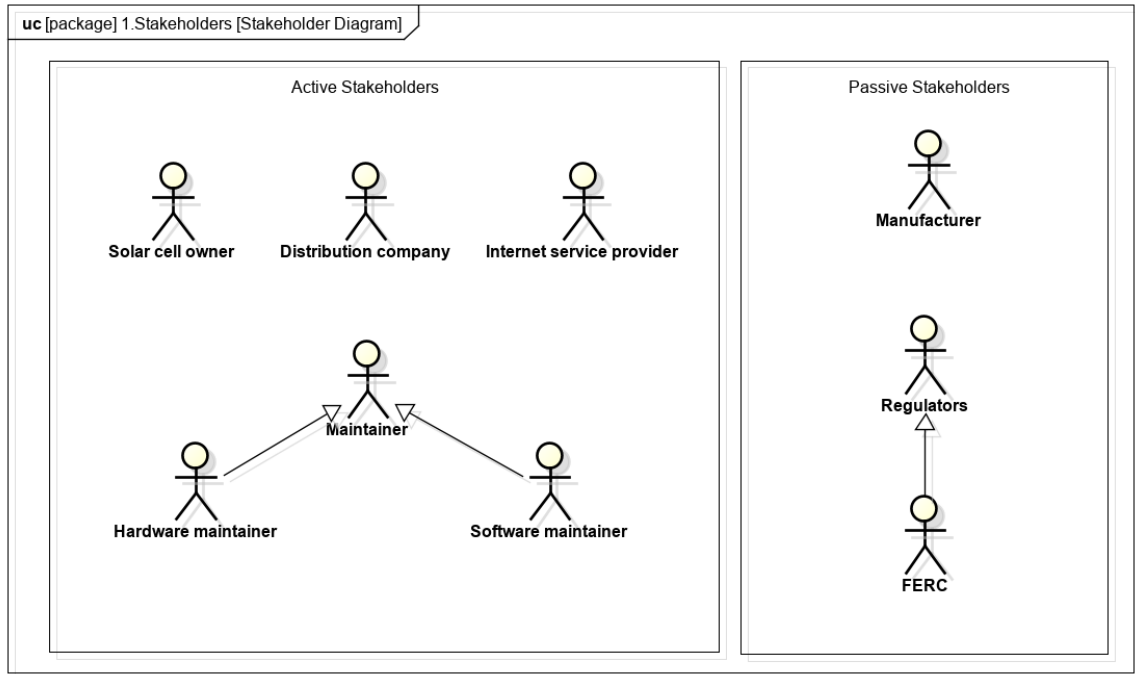 uc [package] 1.Stakeholders [Stakeholder Diagram]
Active Stakeholders
Solar cell owner
Distribution company
Internet service provider
Maintainer
Hardware maintainer
Software maintainer
Passive Stakeholders
Manufacturer
Regulators
FERC